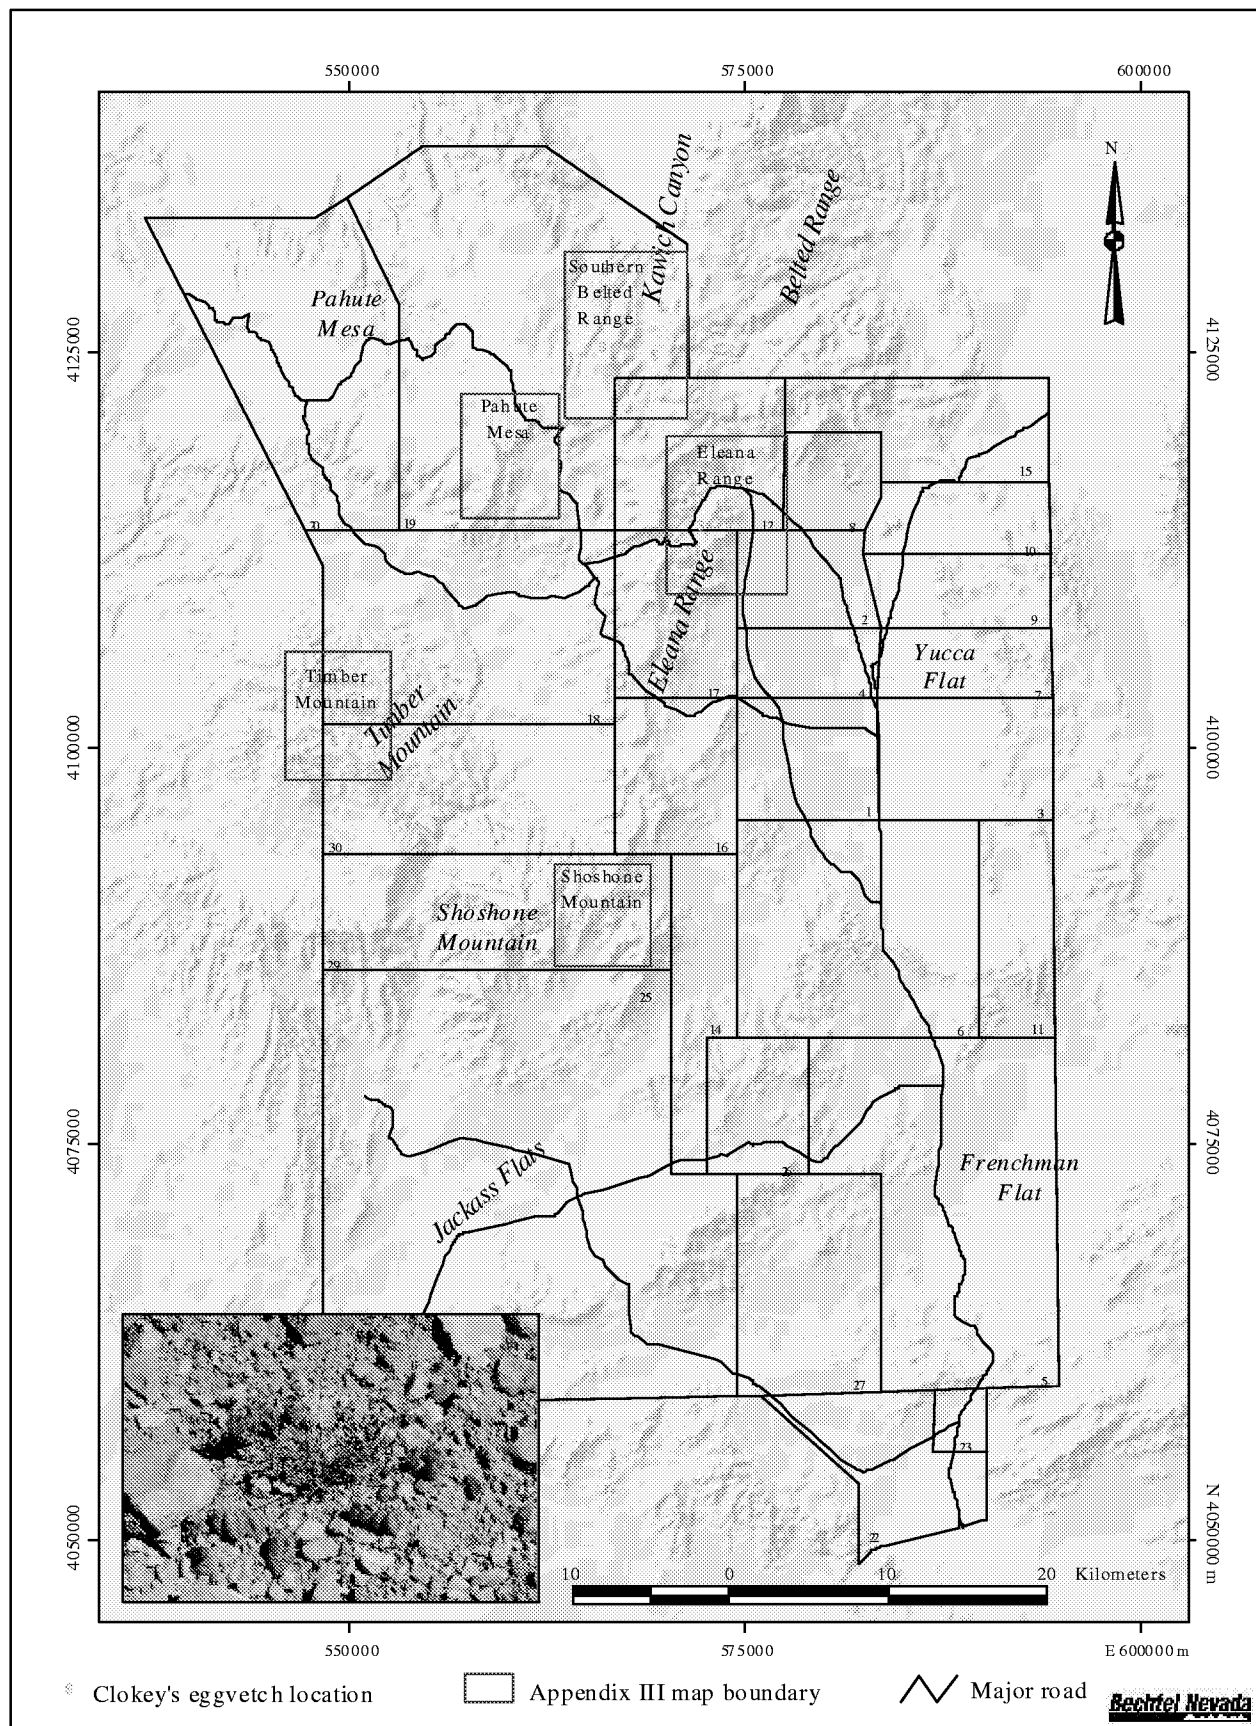 550000
575000
600000
N
Kawich Canyon
Belted Range
Southern
Belted
Range
Pahute
Mesa
4125000
4125000
Pahute
Mesa
Eleana
Range
15
20
19
12
8
10
Eleana Range
2
9
Yucca
Flat
Timber
Mountain
Timber
Mountain
17
4
7
18
4100000
4100000
1
3
30
16
Shoshone
Mountain
Shoshone
Mountain
29
25
14
6
11
4075000
4075000
Jackass Flats
26
Frenchman
Flat
27
5
23
22
4050000
N 4050000 m
10
0
10
20
Kilometers
550000
575000
E 600000 m
Clokey's eggvetch location
Appendix III map boundary
Major road
Bechtel Nevada